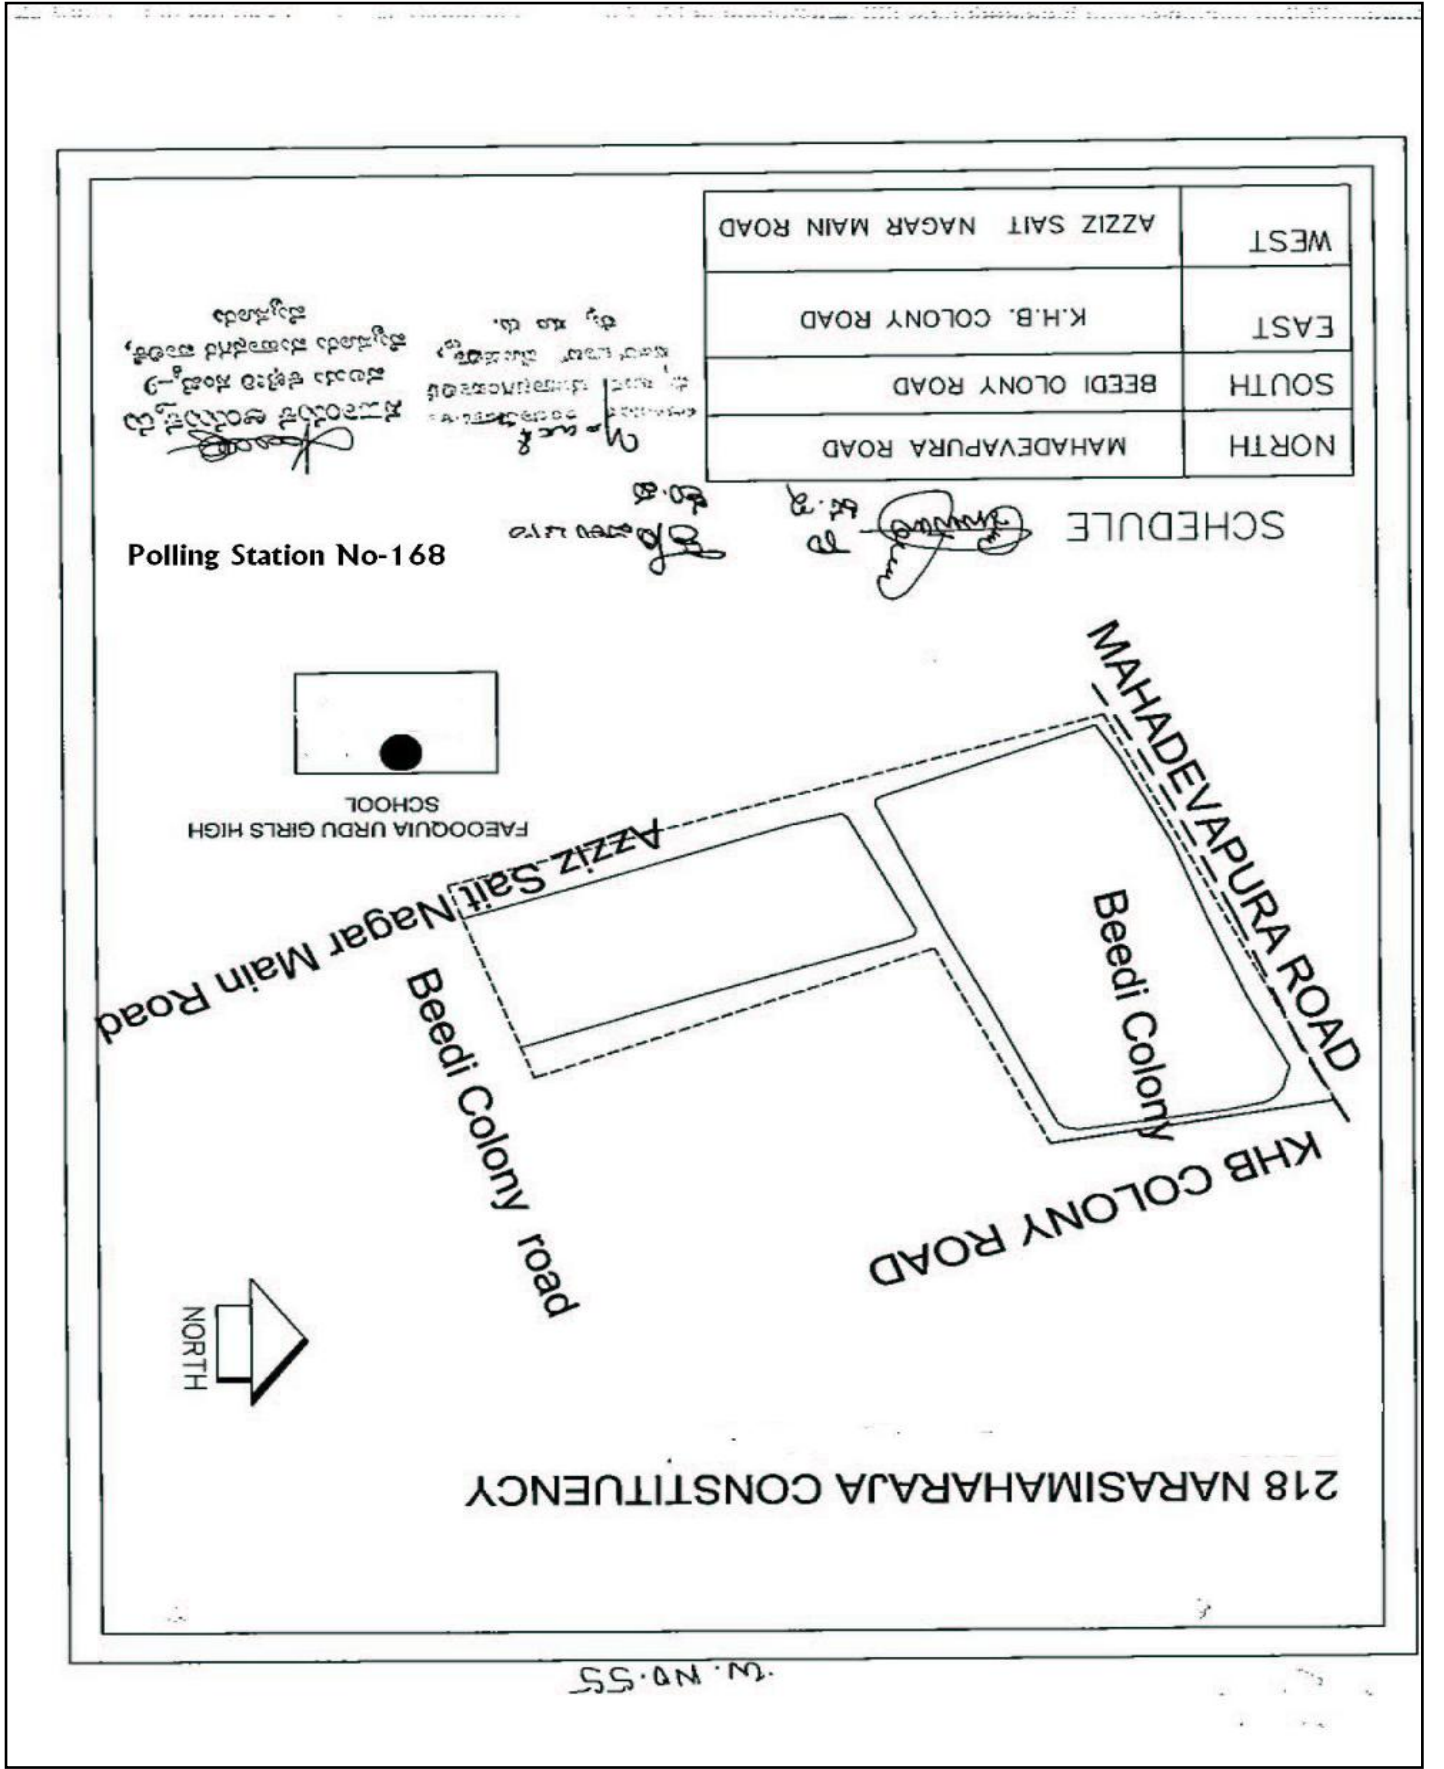 W. NO. 55
218 NARASIMAHARAJA CONSTITUENCY
NORTH
KHB COLONY ROAD
Beedi Colony road
Beedi Colony
MAHADEVAPURA ROAD
Azziz Sait Nagar Main Road
FAEOOQUIA URDU GIRLS HIGH
SCHOOL
Polling Station No-168
SCHEDULE
NORTH MAHADEVAPURA ROAD
SOUTH BEEDI OLONY ROAD
EAST K.H.B. COLONY ROAD
WEST AZZIZ SAIT NAGAR MAIN ROAD
ಮೈಸೂರು